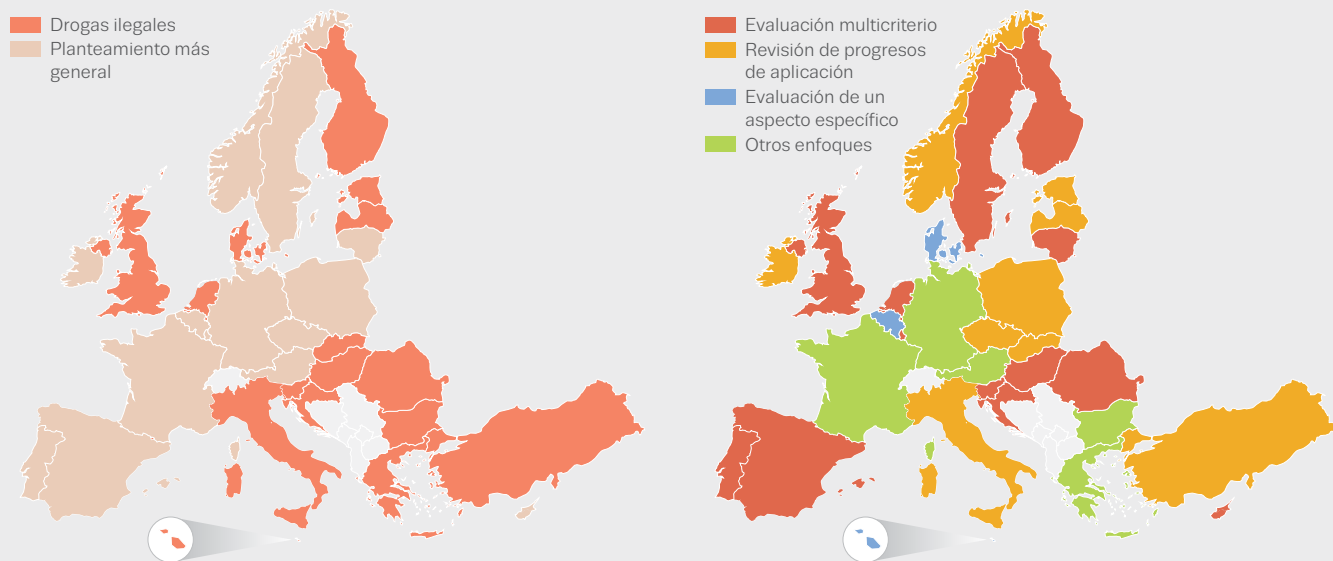 Drogas ilegales
Planteamiento más
general
Evaluación multicriterio
Revisión de progresos
de aplicación
Evaluación de un
aspecto específico
Otros enfoques